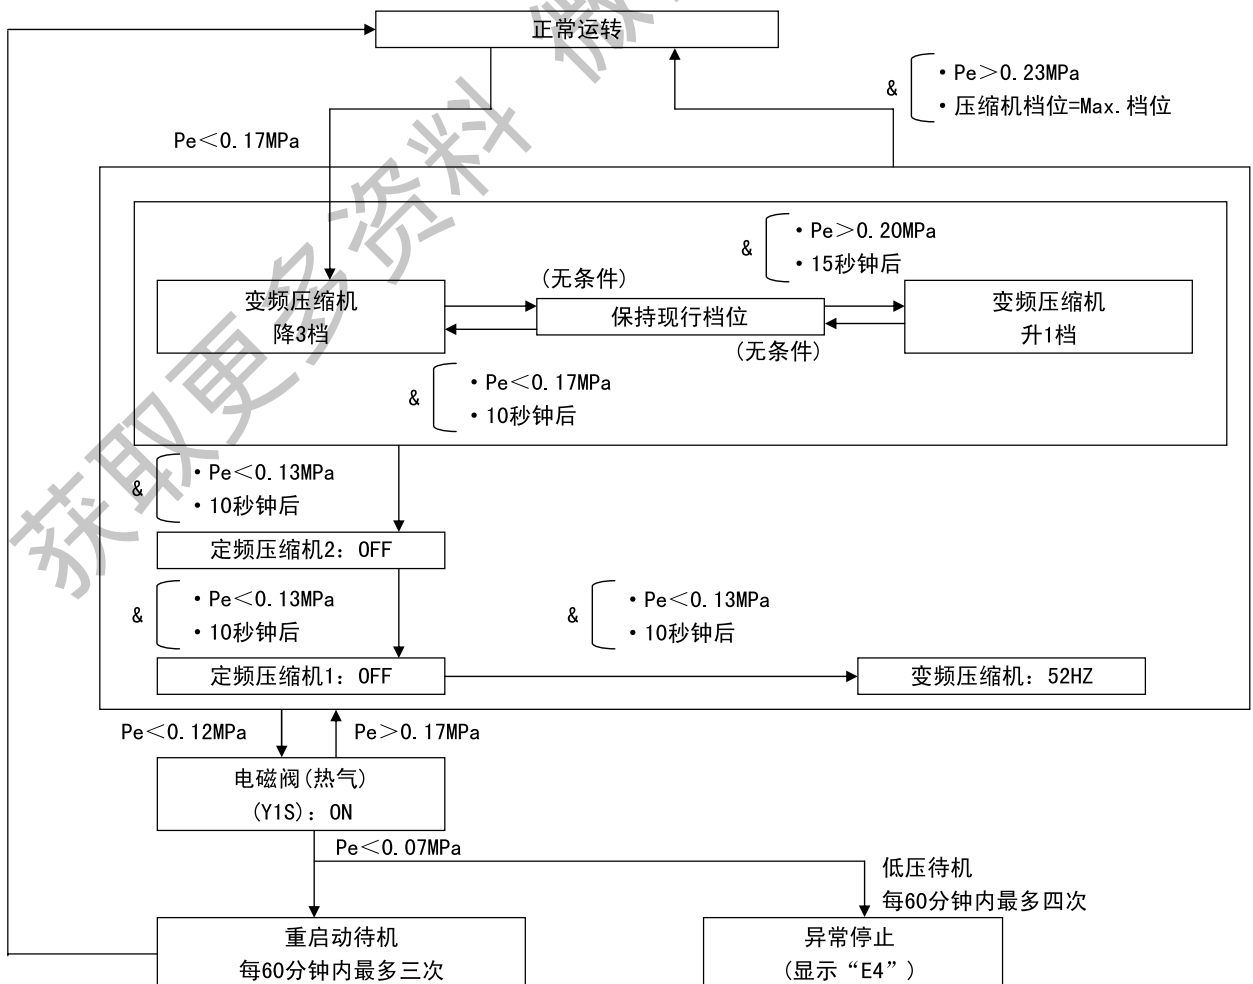 正常运转
& ・Pe＞0.23MPa
・压缩机档位=Max.档位
Pe＜0.17MPa
& ・Pe＞0.20MPa
・15秒钟后
变频压缩机
降3档
(无条件)
保持现行档位
(无条件)
变频压缩机
升1档
& ・Pe＜0.17MPa
・10秒钟后
& ・Pe＜0.13MPa
・10秒钟后
定频压缩机2：OFF
& ・Pe＜0.13MPa
・10秒钟后
& ・Pe＜0.13MPa
・10秒钟后
定频压缩机1：OFF
变频压缩机：52HZ
Pe＜0.12MPa
Pe＞0.17MPa
电磁阀(热气)
(Y1S)：ON
Pe＜0.07MPa
低压待机
每60分钟内最多四次
重启动待机
每60分钟内最多三次
异常停止
(显示“E4”)
获取更多资料 微